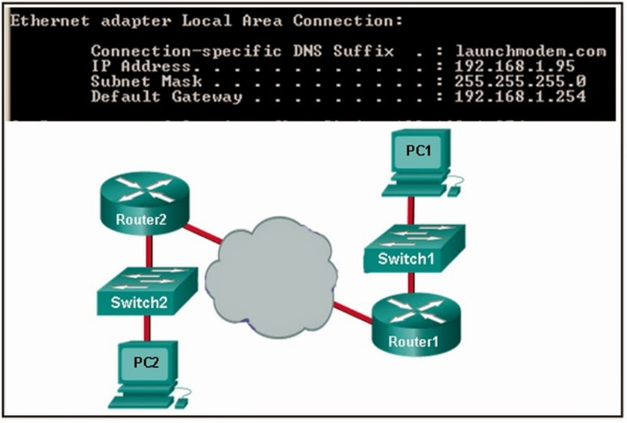 Ethernet adapter Local Area Connection:
Connection-specific DNS Suffix . : launchmodem.com
IP Address. . . . . . . . . . . . : 192.168.1.95
Subnet Mask . . . . . . . . . . . : 255.255.255.0
Default Gateway . . . . . . . . . : 192.168.1.254
PC1
Router2
Switch1
Switch2
Router1
PC2